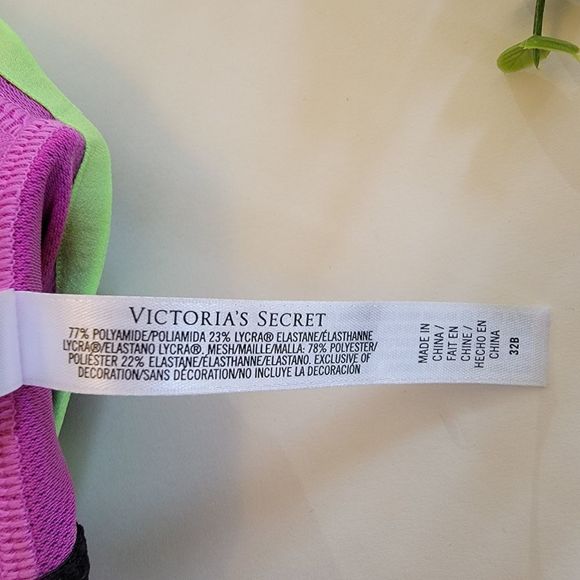 VICTORIA'S SECRET
77% POLYAMIDE/POLIAMIDA 23% LYCRA® ELASTANE/ÉLASTHANNE
LYCRA®/ELASTANO LYCRA®. MESH/MAILLE/MALLA: 78% POLYESTER/
POLIÉSTER 22% ELASTANE/ÉLASTHANNE/ELASTANO. EXCLUSIVE OF
DECORATION/SANS DÉCORATION/NO INCLUYE LA DECORACIÓN
MADE IN
CHINA/
FAIT EN
CHINE/
HECHO EN
CHINA
32B